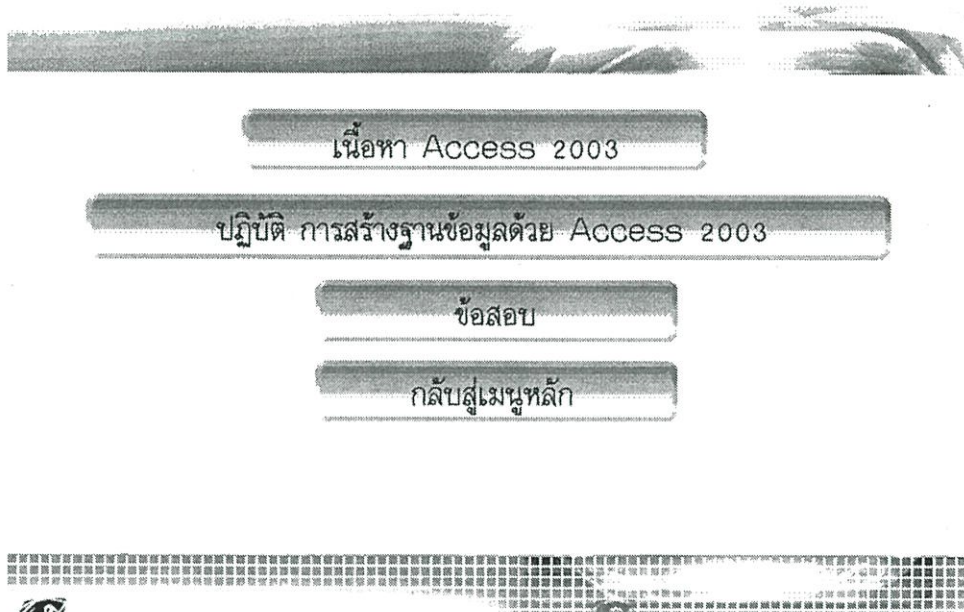 เนื้อหา Access 2003
ปฏิบัติ การสร้างฐานข้อมูลด้วย Access 2003
ข้อสอบ
กลับสู่เมนูหลัก